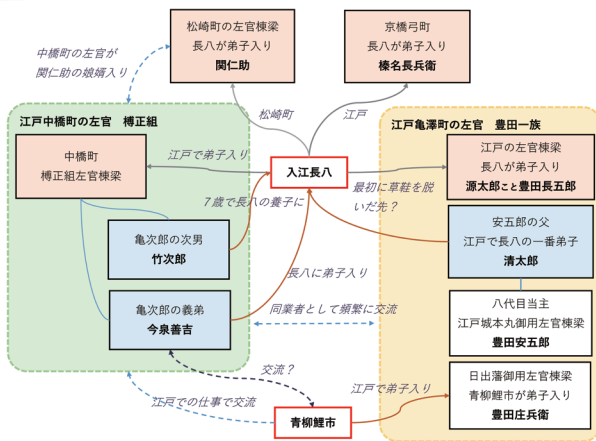 松崎町の左官棟梁
長八が弟子入り
関仁助
京橋弓町
長八が弟子入り
榛名長兵衛
中橋町の左官が
関仁助の娘婿入り
松崎町
江戸
江戸中橋町の左官 榑正組
江戸亀澤町の左官 豊田一族
中橋町
榑正組左官棟梁
江戸で弟子入り
入江長八
江戸の左官棟梁
長八が弟子入り
源太郎こと豊田長五郎
最初に草鞋を脱
いだ先？
７歳で長八の養子に
亀次郎の次男
竹次郎
安五郎の父
江戸で長八の一番弟子
清太郎
長八に弟子入り
亀次郎の義弟
今泉善吉
同業者として頻繁に交流
八代目当主
江戸城本丸御用左官棟梁
豊田安五郎
交流？
江戸での仕事で交流
青柳鯉市
江戸で弟子入り
日出藩御用左官棟梁
青柳鯉市が弟子入り
豊田庄兵衛